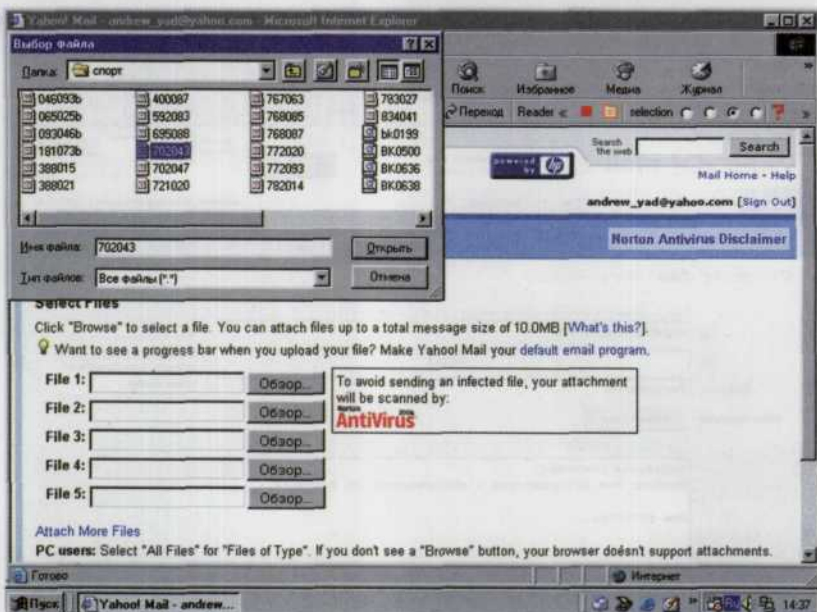 Yahoo! Mail - andrew_yad@yahoo.com - Microsoft Internet Explorer
Выбор файла
Папка: спорт
046093b 400087 767063 783027
065025b 592083 768085 834041
093046b 695088 768087 bk0199
181073b 702043 772020 BK0500
388015 702047 772093 BK0636
388021 721020 782014 BK0638
Имя файла: 702043 Открыть
Тип файлов: Все файлы (*.*) Отмена
Поиск Избранное Медиа Журнал
Переход Reader selection
Search the web Search
powered by hp
Mail Home - Help
andrew_yad@yahoo.com [Sign Out]
Norton Antivirus Disclaimer
Select Files
Click "Browse" to select a file. You can attach files up to a total message size of 10.0MB [What's this?].
Want to see a progress bar when you upload your file? Make Yahoo! Mail your default email program.
File 1: Обзор...
File 2: Обзор...
File 3: Обзор...
File 4: Обзор...
File 5: Обзор...
To avoid sending an infected file, your attachment
will be scanned by:
Norton
AntiVirus
Attach More Files
PC users: Select "All Files" for "Files of Type". If you don't see a "Browse" button, your browser doesn't support attachments.
Готово Интернет
Пуск Yahoo! Mail - andrew... 14:37